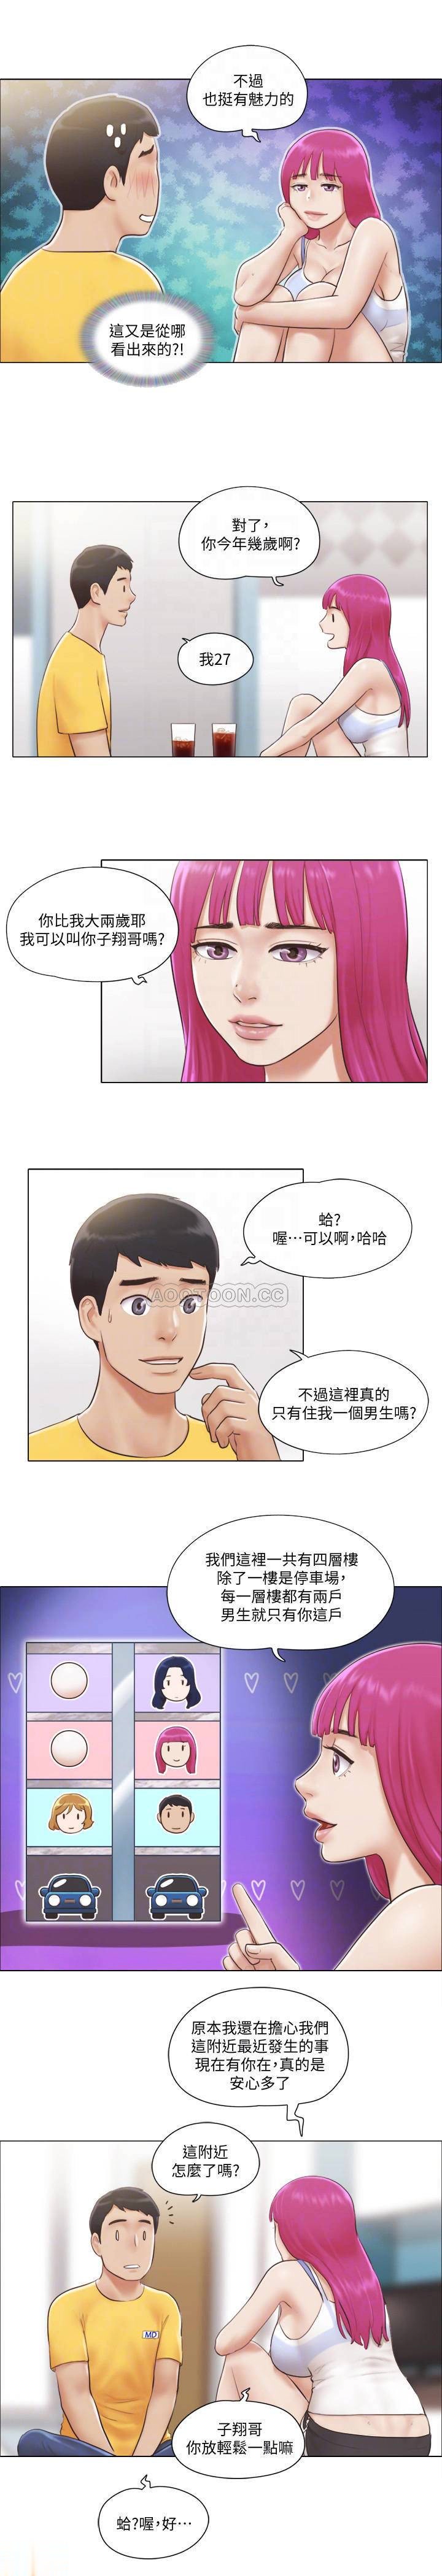 不過
也挺有魅力的
這又是從哪
看出來的?!
對了，
你今年幾歲啊?
我27
你比我大兩歲耶
我可以叫你子翔哥嗎?
蛤?
喔…可以啊，哈哈
AOOTOON.CC
不過這裡真的
只有住我一個男生嗎?
我們這裡一共有四層樓
除了一樓是停車場，
每一層樓都有兩戶
男生就只有你這戶
原本我還在擔心我們
這附近最近發生的事
現在有你在，真的是
安心多了
這附近
怎麼了嗎?
MD
子翔哥
你放輕鬆一點嘛
蛤?喔，好…